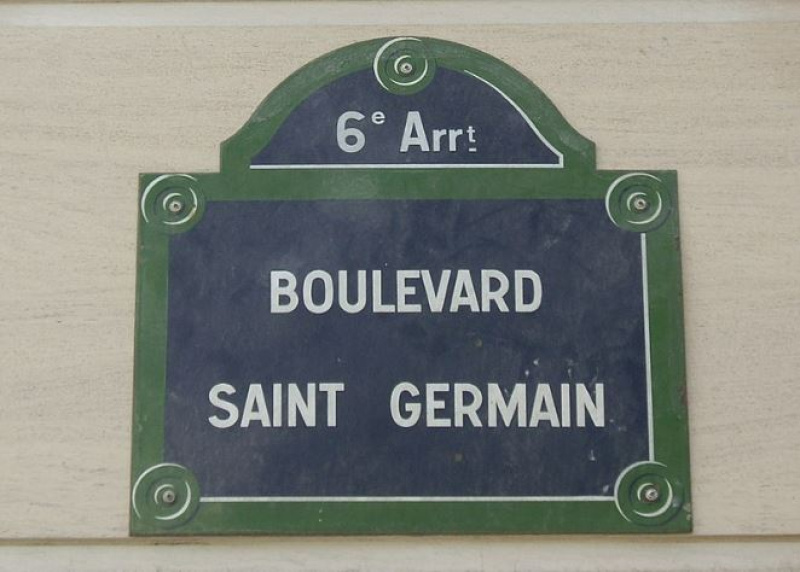 6e Arrt
BOULEVARD
SAINT GERMAIN